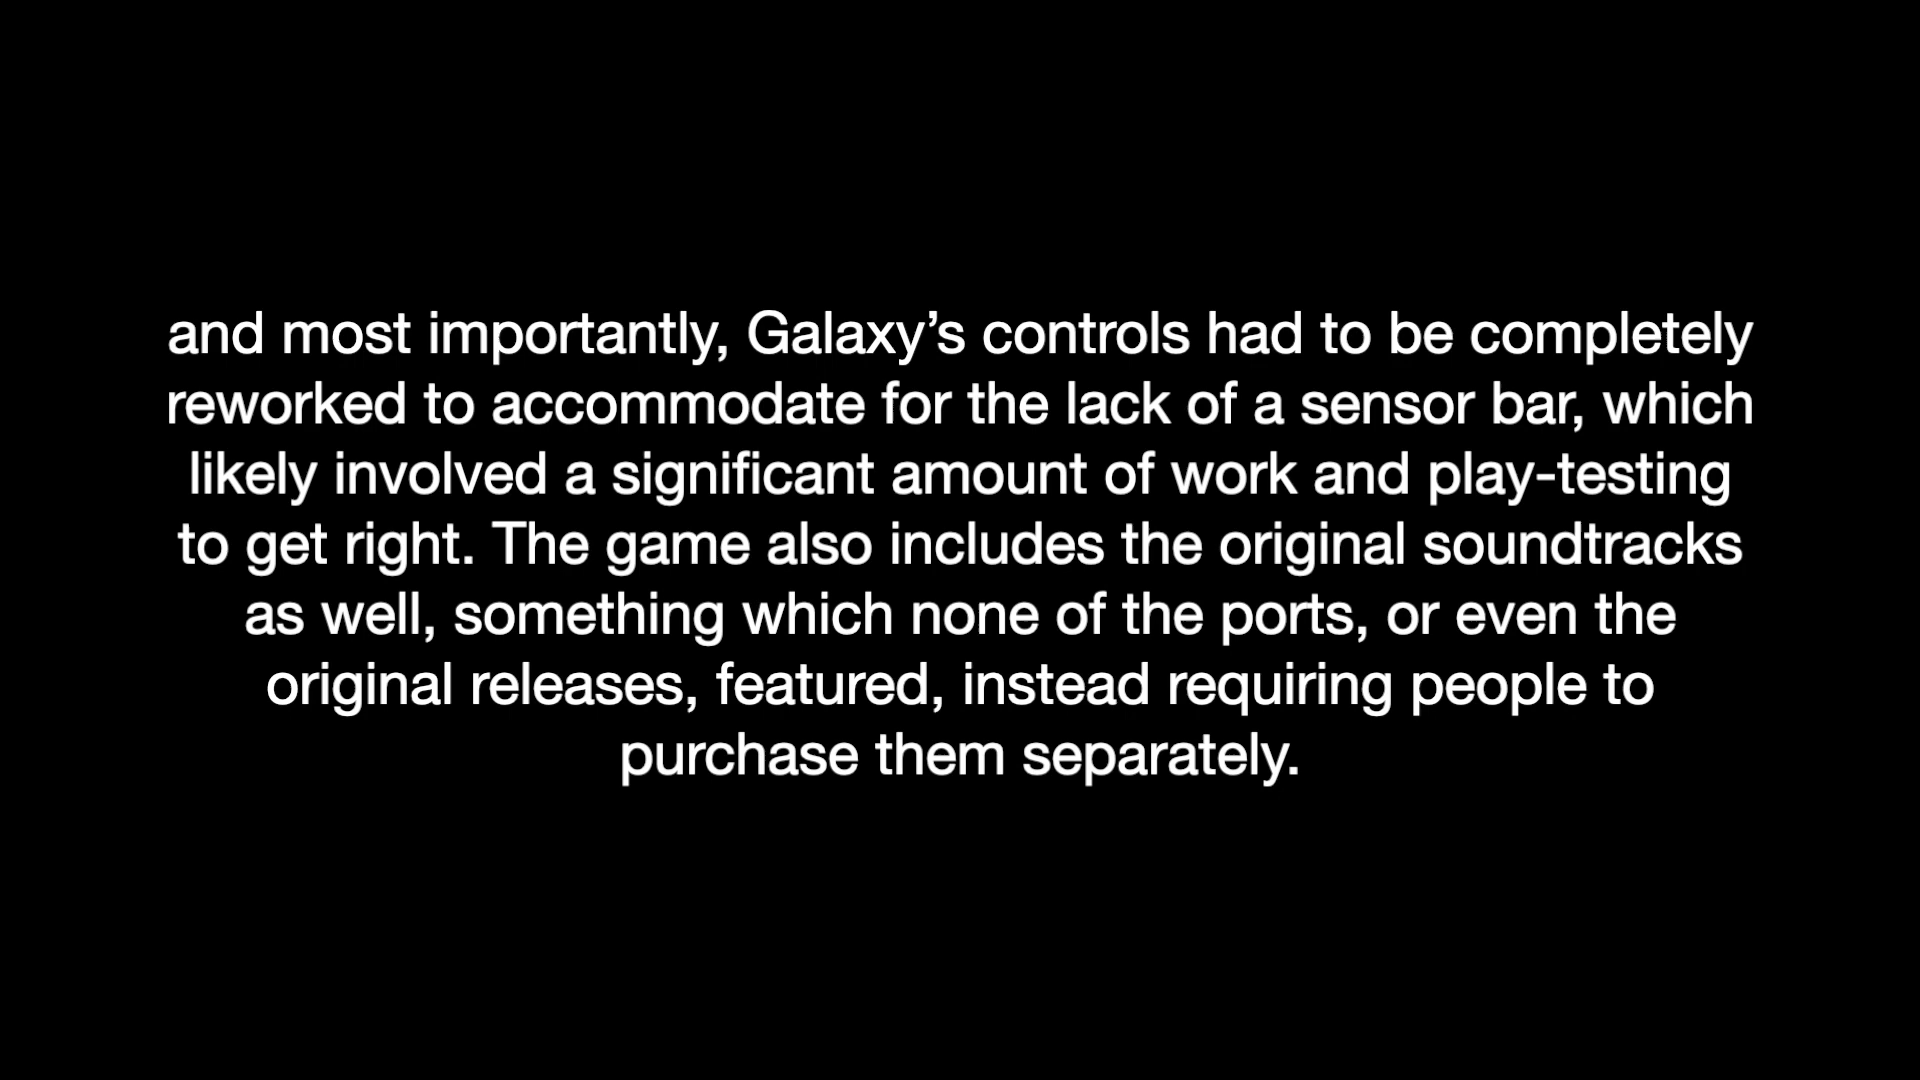 and most importantly, Galaxy’s controls had to be completely
reworked to accommodate for the lack of a sensor bar, which
likely involved a significant amount of work and play-testing
to get right. The game also includes the original soundtracks
as well, something which none of the ports, or even the
original releases, featured, instead requiring people to
purchase them separately.